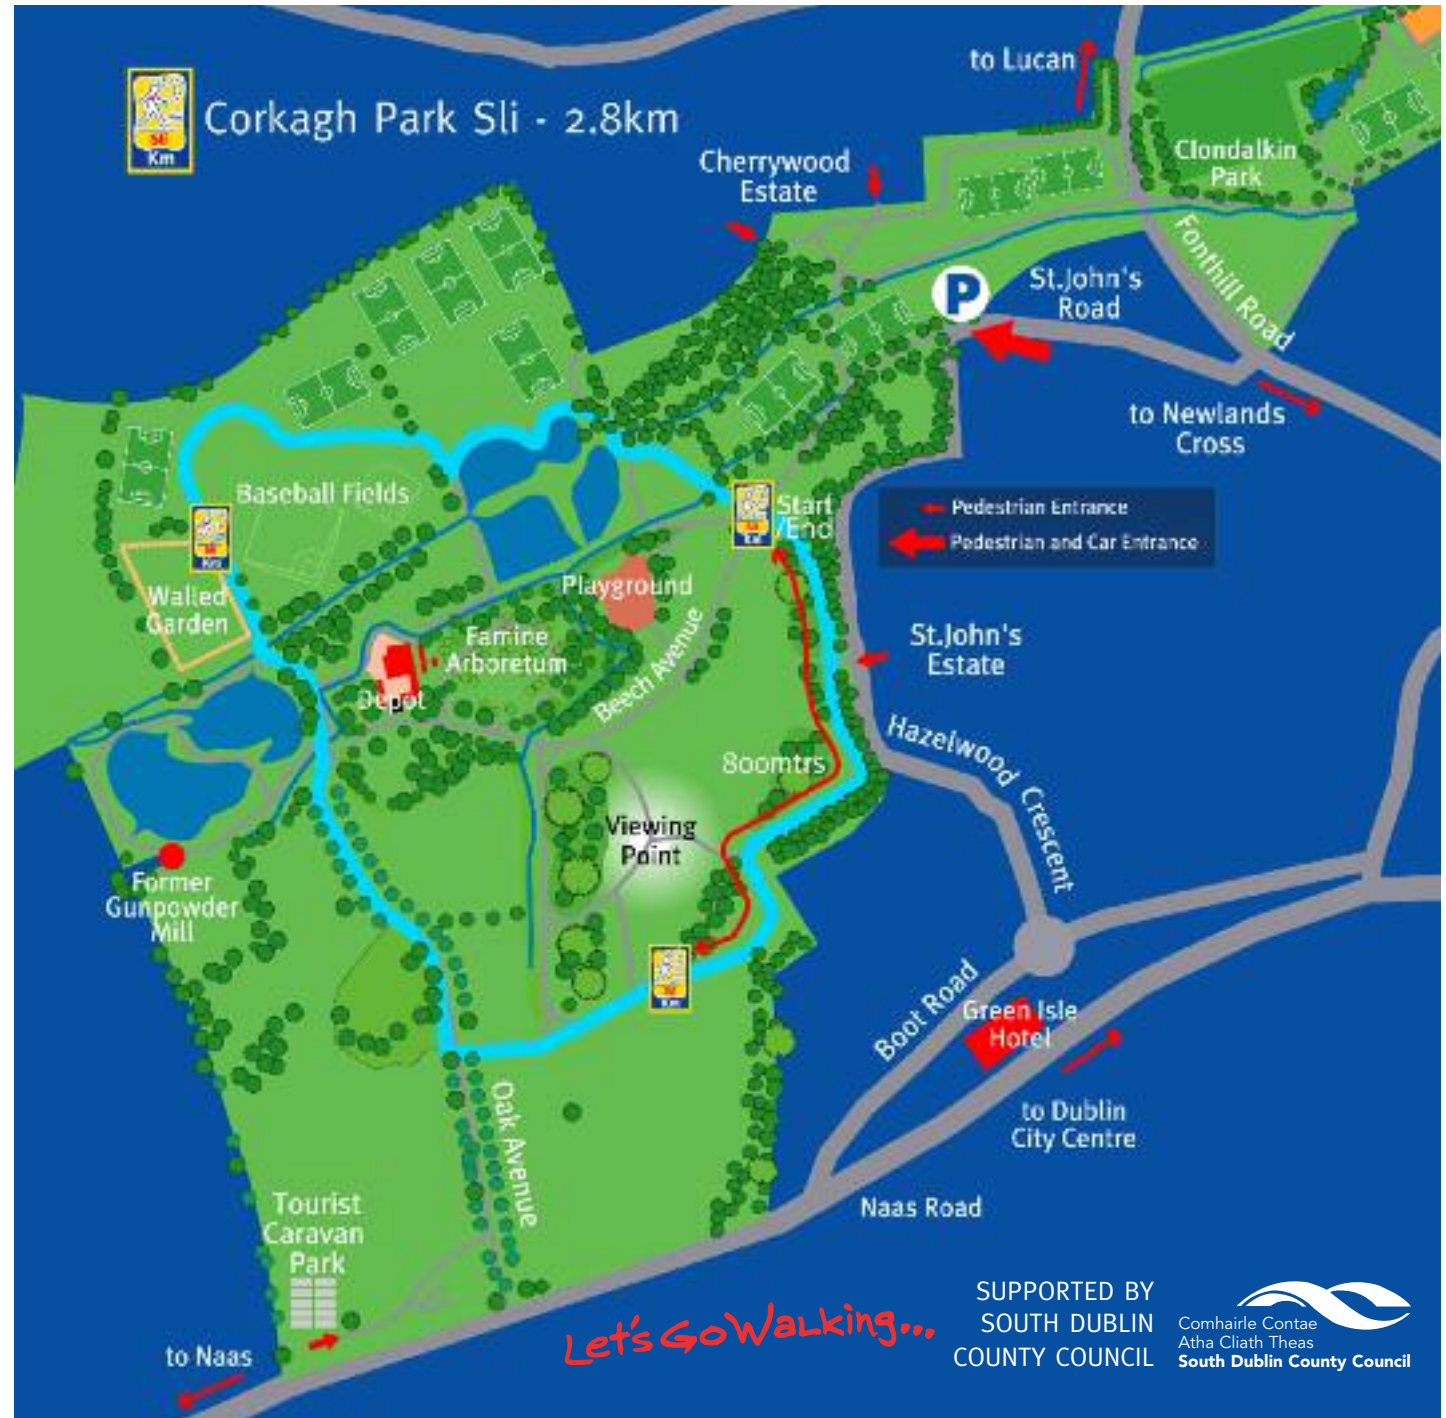 to Lucan
Corkagh Park Sli - 2.8km
Sli
Km
Cherrywood
Estate
Clondalkin
Park
Fonthill Road
P
St.John's
Road
to Newlands
Cross
Baseball Fields
Start
/End
Pedestrian Entrance
Pedestrian and Car Entrance
Playground
Walled
Garden
Famine
Arboretum
Depot
Beech Avenue
St.John's
Estate
Hazelwood Crescent
800mtrs
Viewing
Point
Former
Gunpowder
Mill
Boot Road
Green Isle
Hotel
Oak Avenue
to Dublin
City Centre
Tourist
Caravan
Park
Naas Road
to Naas
Let's Go Walking...
SUPPORTED BY
SOUTH DUBLIN
COUNTY COUNCIL
Comhairle Contae
Atha Cliath Theas
South Dublin County Council